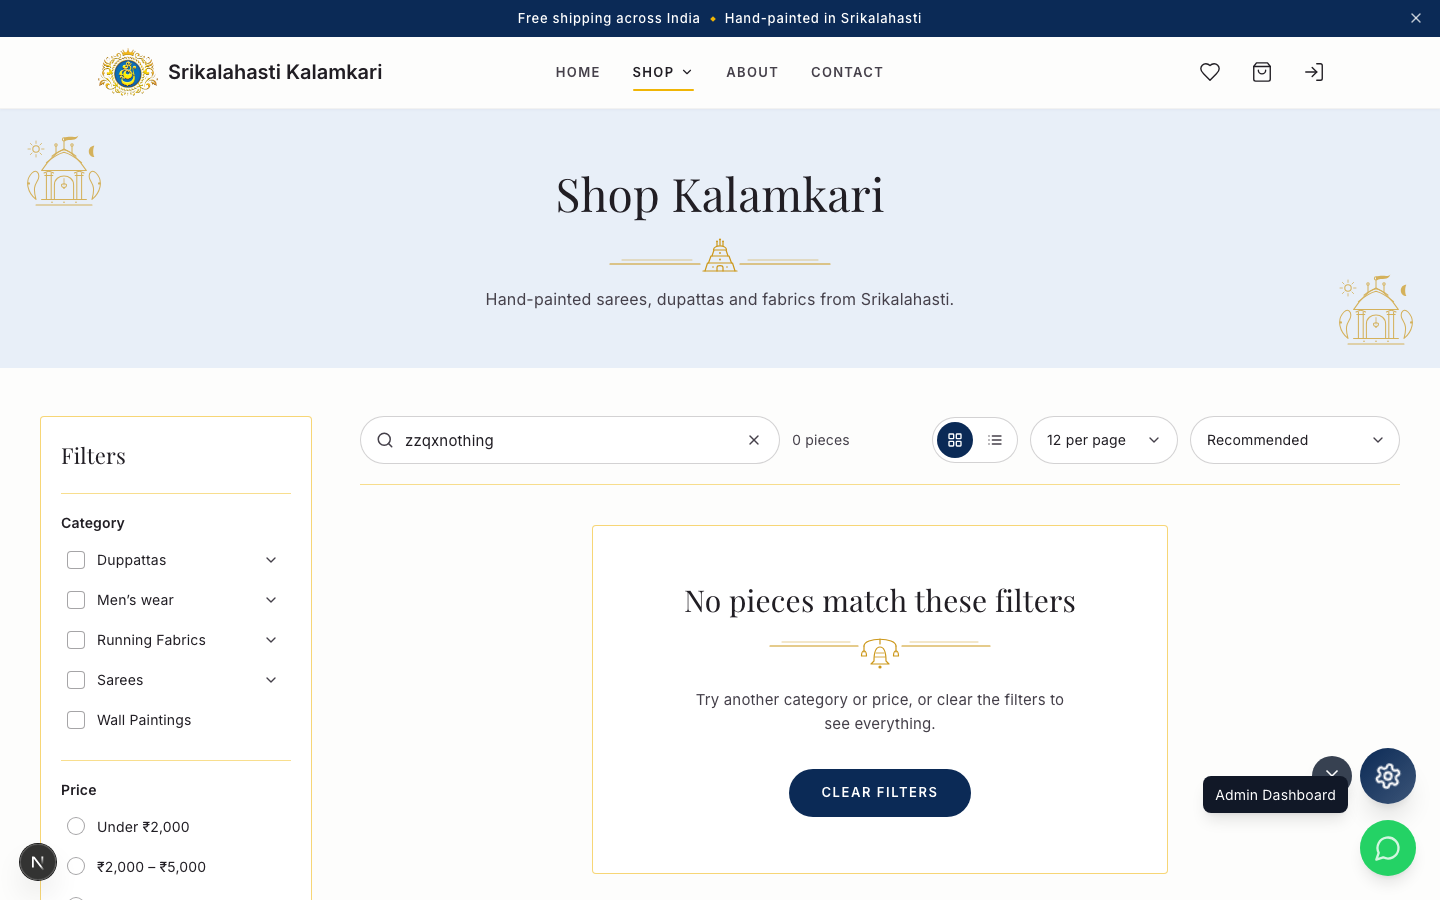 Free shipping across India • Hand-painted in Srikalahasti
Srikalahasti Kalamkari
HOME
SHOP
ABOUT
CONTACT
Shop Kalamkari
Hand-painted sarees, dupattas and fabrics from Srikalahasti.
Filters
Category
Duppattas
Men’s wear
Running Fabrics
Sarees
Wall Paintings
Price
Under ₹2,000
₹2,000 – ₹5,000
zzqxnothing
0 pieces
12 per page
Recommended
No pieces match these filters
Try another category or price, or clear the filters to
see everything.
CLEAR FILTERS
Admin Dashboard
N